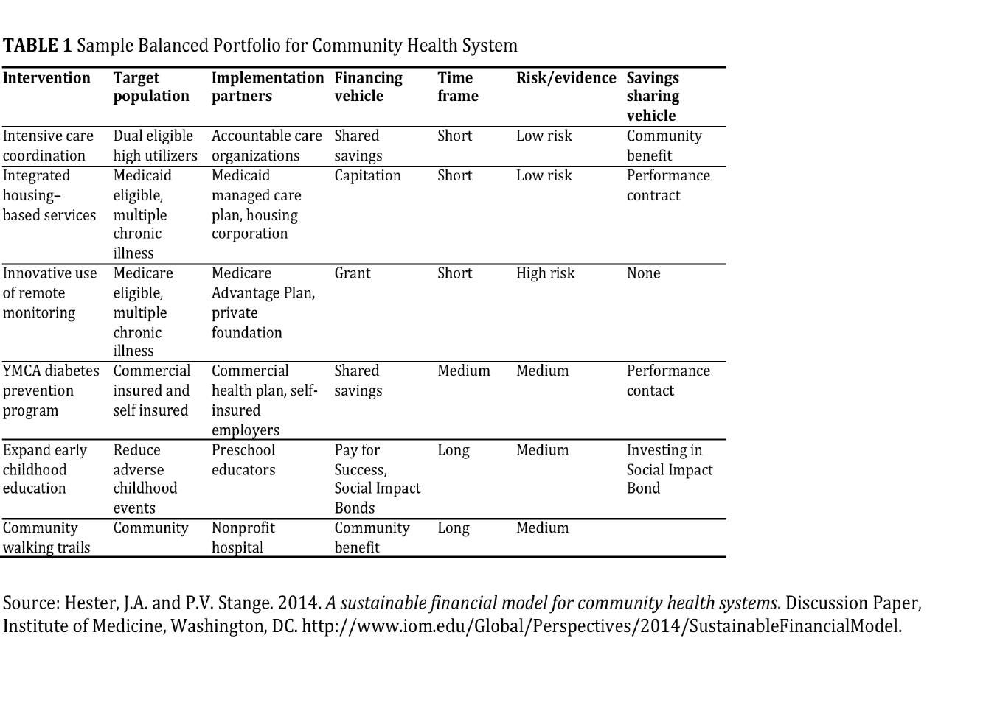 TABLE 1 Sample Balanced Portfolio for Community Health System
Intervention Target Implementation Financing Time Risk/evidence Savings
population partners vehicle frame sharing
vehicle
Intensive care Dual eligible Accountable care Shared Short Low risk Community
coordination high utilizers organizations savings benefit
Integrated Medicaid Medicaid Capitation Short Low risk Performance
housing– eligible, managed care contract
based services multiple plan, housing
chronic corporation
illness
Innovative use Medicare Medicare Grant Short High risk None
of remote eligible, Advantage Plan,
monitoring multiple private
chronic foundation
illness
YMCA diabetes Commercial Commercial Shared Medium Medium Performance
prevention insured and health plan, self- savings contact
program self insured insured
employers
Expand early Reduce Preschool Pay for Long Medium Investing in
childhood adverse educators Success, Social Impact
education childhood Social Impact Bond
events Bonds
Community Community Nonprofit Community Long Medium
walking trails hospital benefit
Source: Hester, J.A. and P.V. Stange. 2014. A sustainable financial model for community health systems. Discussion Paper,
Institute of Medicine, Washington, DC. http://www.iom.edu/Global/Perspectives/2014/SustainableFinancialModel.